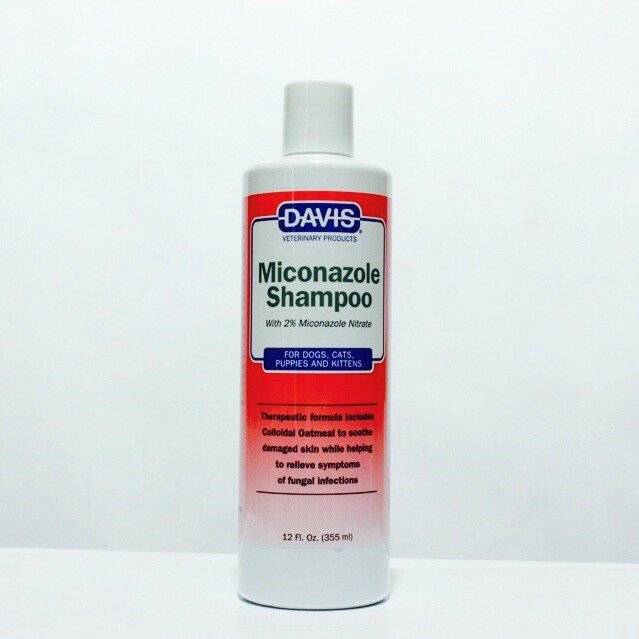 DAVIS®
VETERINARY PRODUCTS
Miconazole
Shampoo
With 2% Miconazole Nitrate
FOR DOGS, CATS,
PUPPIES AND KITTENS
Therapeutic formula includes
Colloidal Oatmeal to soothe
damaged skin while helping
to relieve symptoms
of fungal infections
12 Fl. Oz. (355 ml)